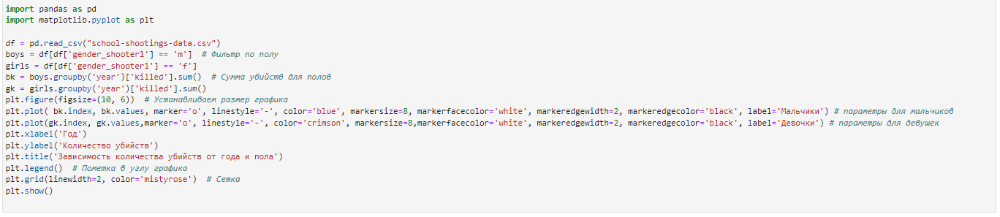 import pandas as pd
import matplotlib.pyplot as plt
df = pd.read_csv("school-shootings-data.csv")
boys = df[df['gender_shooter1'] == 'm']  # Фильтр по полу
girls = df[df['gender_shooter1'] == 'f']
bk = boys.groupby('year')['killed'].sum()  # Сумма убийств для полов
gk = girls.groupby('year')['killed'].sum()
plt.figure(figsize=(10, 6))  # Устанавливаем размер графика
plt.plot( bk.index, bk.values, marker='o', linestyle='-', color='blue', markersize=8, markerfacecolor='white', markeredgewidth=2, markeredgecolor='black', label='Мальчики') # параметры для мальчиков
plt.plot(gk.index, gk.values,marker='o', linestyle='-', color='crimson', markersize=8,markerfacecolor='white', markeredgewidth=2, markeredgecolor='black', label='Девочки') # параметры для девушек
plt.xlabel('Год')
plt.ylabel('Количество убийств')
plt.title('Зависимость количества убийств от года и пола')
plt.legend()  # Пометка в углу графика
plt.grid(linewidth=2, color='mistyrose')  # Сетка
plt.show()